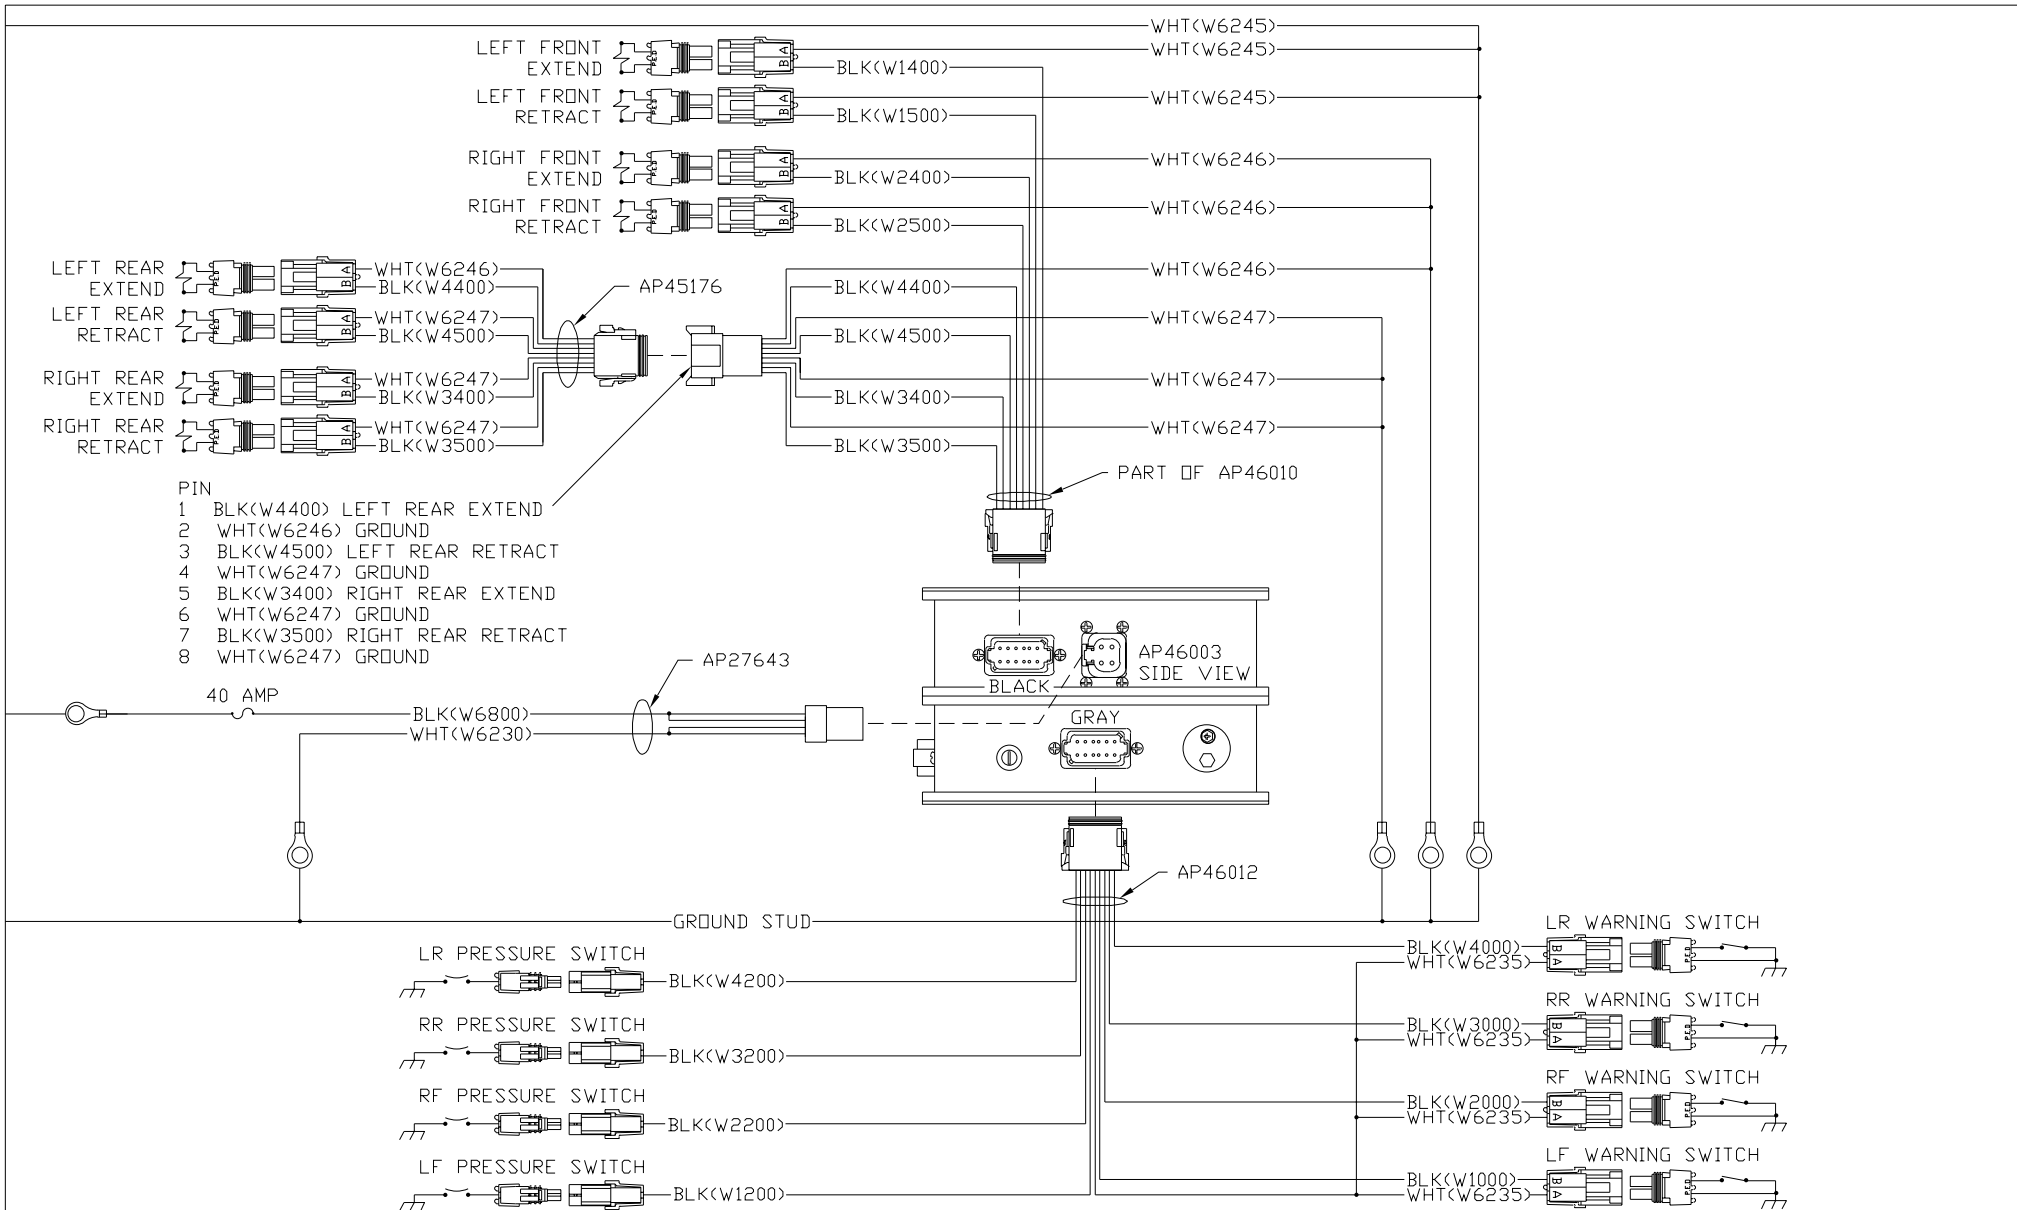 WHT(W6245)
LEFT FRONT
EXTEND
A
B
WHT(W6245)
BLK(W1400)
LEFT FRONT
RETRACT
A
B
WHT(W6245)
BLK(W1500)
RIGHT FRONT
EXTEND
A
B
WHT(W6246)
BLK(W2400)
RIGHT FRONT
RETRACT
A
B
WHT(W6246)
BLK(W2500)
LEFT REAR
EXTEND
A
B
WHT(W6246)
BLK(W4400)
AP45176
BLK(W4400)
WHT(W6246)
LEFT REAR
RETRACT
A
B
WHT(W6247)
BLK(W4500)
BLK(W4500)
WHT(W6247)
RIGHT REAR
EXTEND
A
B
WHT(W6247)
BLK(W3400)
BLK(W3400)
WHT(W6247)
RIGHT REAR
RETRACT
A
B
WHT(W6247)
BLK(W3500)
BLK(W3500)
WHT(W6247)
PART OF AP46010
PIN
1 BLK(W4400) LEFT REAR EXTEND
2 WHT(W6246) GROUND
3 BLK(W4500) LEFT REAR RETRACT
4 WHT(W6247) GROUND
5 BLK(W3400) RIGHT REAR EXTEND
6 WHT(W6247) GROUND
7 BLK(W3500) RIGHT REAR RETRACT
8 WHT(W6247) GROUND
AP46003
SIDE VIEW
BLACK
GRAY
AP27643
40 AMP
BLK(W6800)
WHT(W6230)
AP46012
GROUND STUD
LR PRESSURE SWITCH
BLK(W4200)
RR PRESSURE SWITCH
BLK(W3200)
RF PRESSURE SWITCH
BLK(W2200)
LF PRESSURE SWITCH
BLK(W1200)
LR WARNING SWITCH
BLK(W4000)
WHT(W6235)
B
A
RR WARNING SWITCH
BLK(W3000)
WHT(W6235)
B
A
RF WARNING SWITCH
BLK(W2000)
WHT(W6235)
B
A
LF WARNING SWITCH
BLK(W1000)
WHT(W6235)
B
A